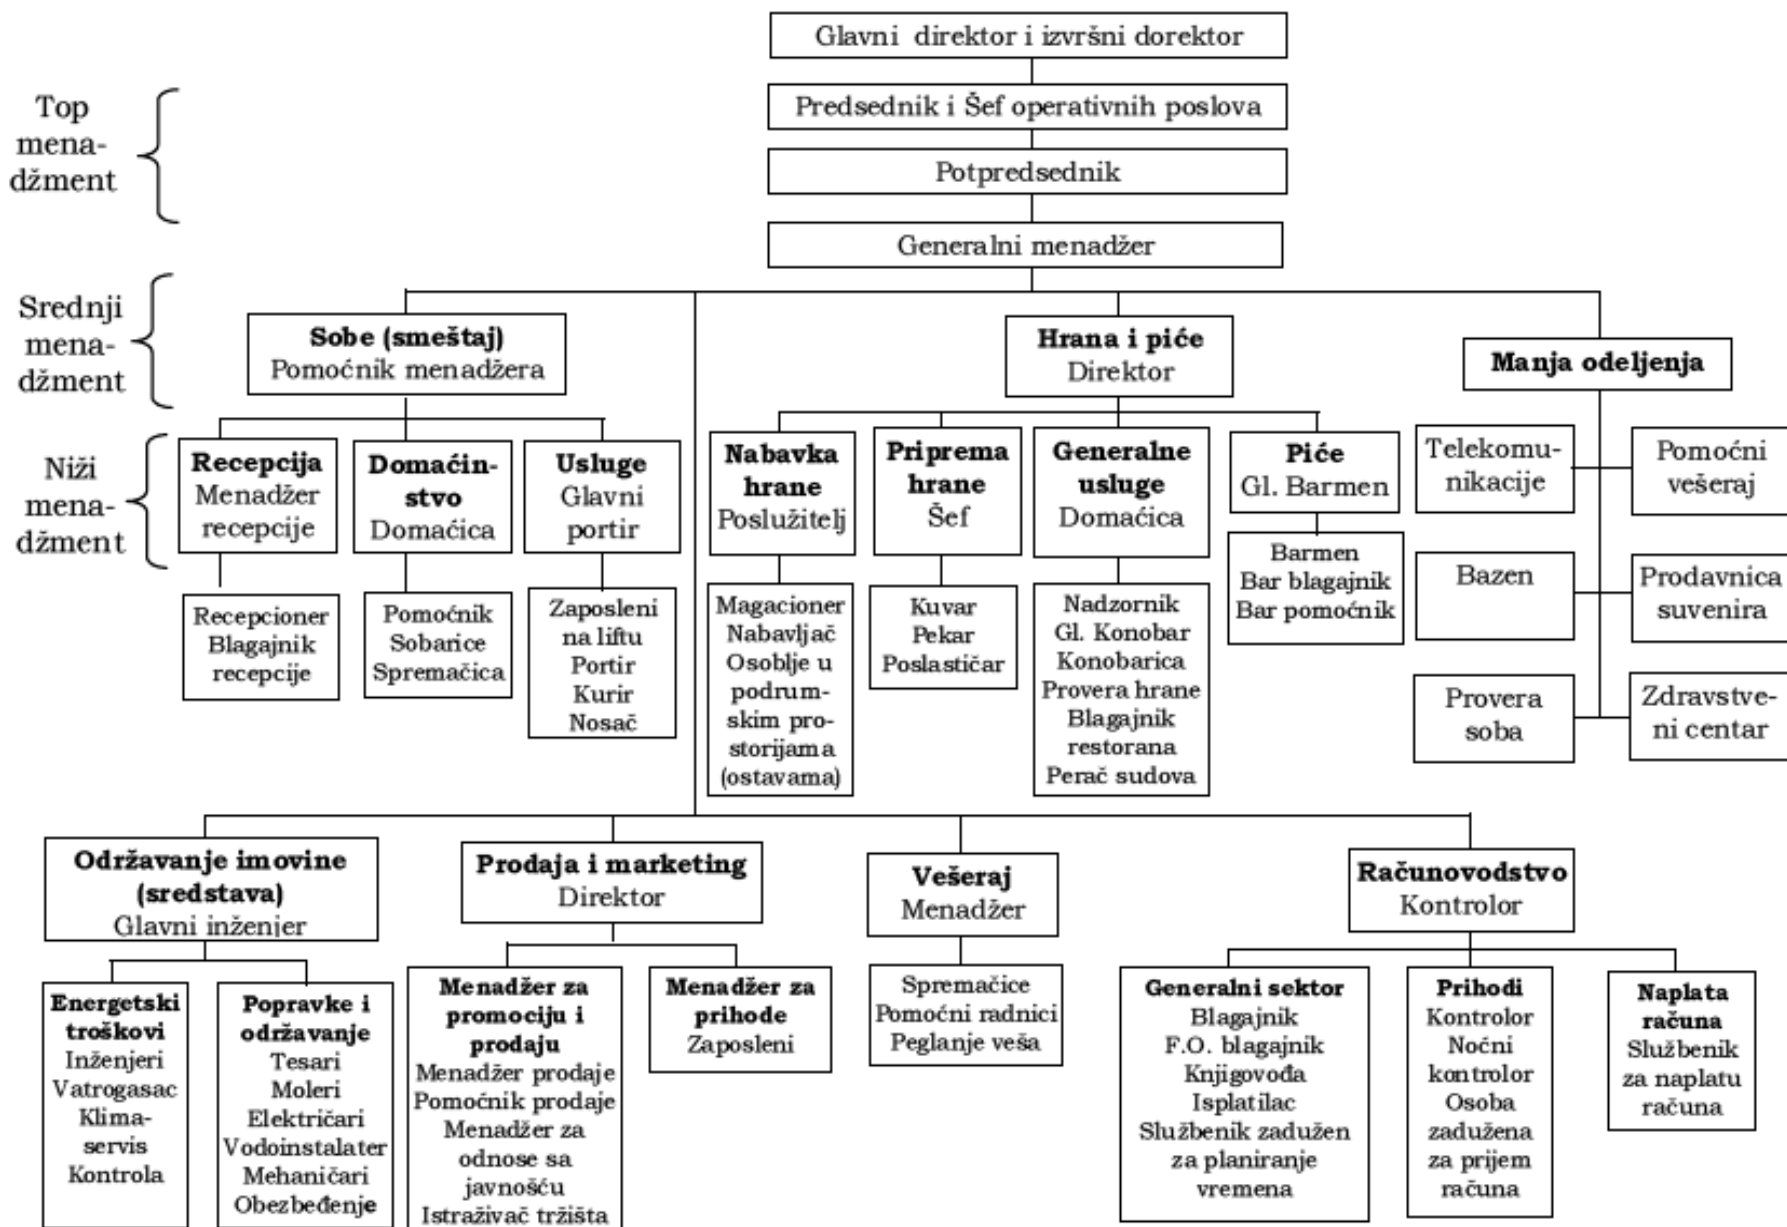 Glavni direktor i izvršni dorektor
Top
mena-
džment
Predsednik i Šef operativnih poslova
Potpredsednik
Generalni menadžer
Srednji
mena-
džment
Sobe (smeštaj)
Pomoćnik menadžera
Hrana i piće
Direktor
Manja odeljenja
Niži
mena-
džment
Recepcija
Menadžer
recepcije
Domaćin-
stvo
Domaćica
Usluge
Glavni
portir
Nabavka
hrane
Poslužitelj
Priprema
hrane
Šef
Generalne
usluge
Domaćica
Piće
Gl. Barmen
Telekomu-
nikacije
Pomoćni
vešeraj
Recepcioner
Blagajnik
recepcije
Pomoćnik
Sobarice
Spremačica
Zaposleni
na liftu
Portir
Kurir
Nosač
Magacioner
Nabavljač
Osoblje u
podrum-
skim pro-
storijama
(ostavama)
Kuvar
Pekar
Poslastičar
Nadzornik
Gl. Konobar
Konobarica
Provera hrane
Blagajnik
restorana
Perač sudova
Barmen
Bar blagajnik
Bar pomoćnik
Bazen
Prodavnica
suvenira
Provera
soba
Zdravstve-
ni centar
Održavanje imovine
(sredstava)
Glavni inženjer
Prodaja i marketing
Direktor
Vešeraj
Menadžer
Računovodstvo
Kontrolor
Energetski
troškovi
Inženjeri
Vatrogasac
Klima-
servis
Kontrola
Popravke i
održavanje
Tesari
Moleri
Električari
Vodoinstalater
Mehaničari
Obezbeđenje
Menadžer za
promociju i
prodaju
Menadžer prodaje
Pomoćnik prodaje
Menadžer za
odnose sa
javnošću
Istraživač tržišta
Menadžer za
prihode
Zaposleni
Spremačice
Pomoćni radnici
Peglanje veša
Generalni sektor
Blagajnik
F.O. blagajnik
Knjigovođa
Isplatilac
Službenik zadužen
za planiranje
vremena
Prihodi
Kontrolor
Noćni
kontrolor
Osoba
zadužena
za prijem
računa
Naplata
računa
Službenik
za naplatu
računa